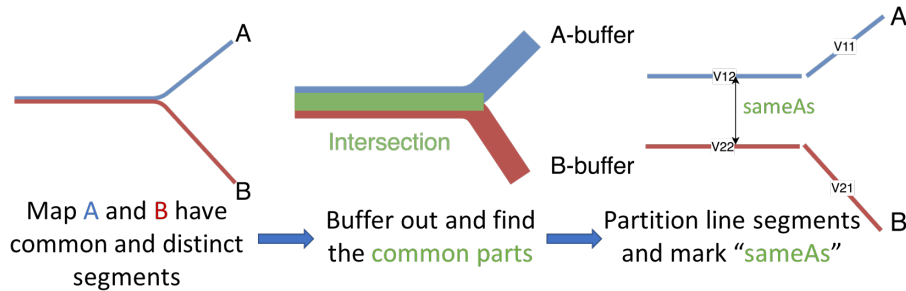 A
B
Map A and B have
common and distinct
segments
A-buffer
Intersection
B-buffer
Buffer out and find
the common parts
A
V11
V12
sameAs
V22
V21
B
Partition line segments
and mark “sameAs”